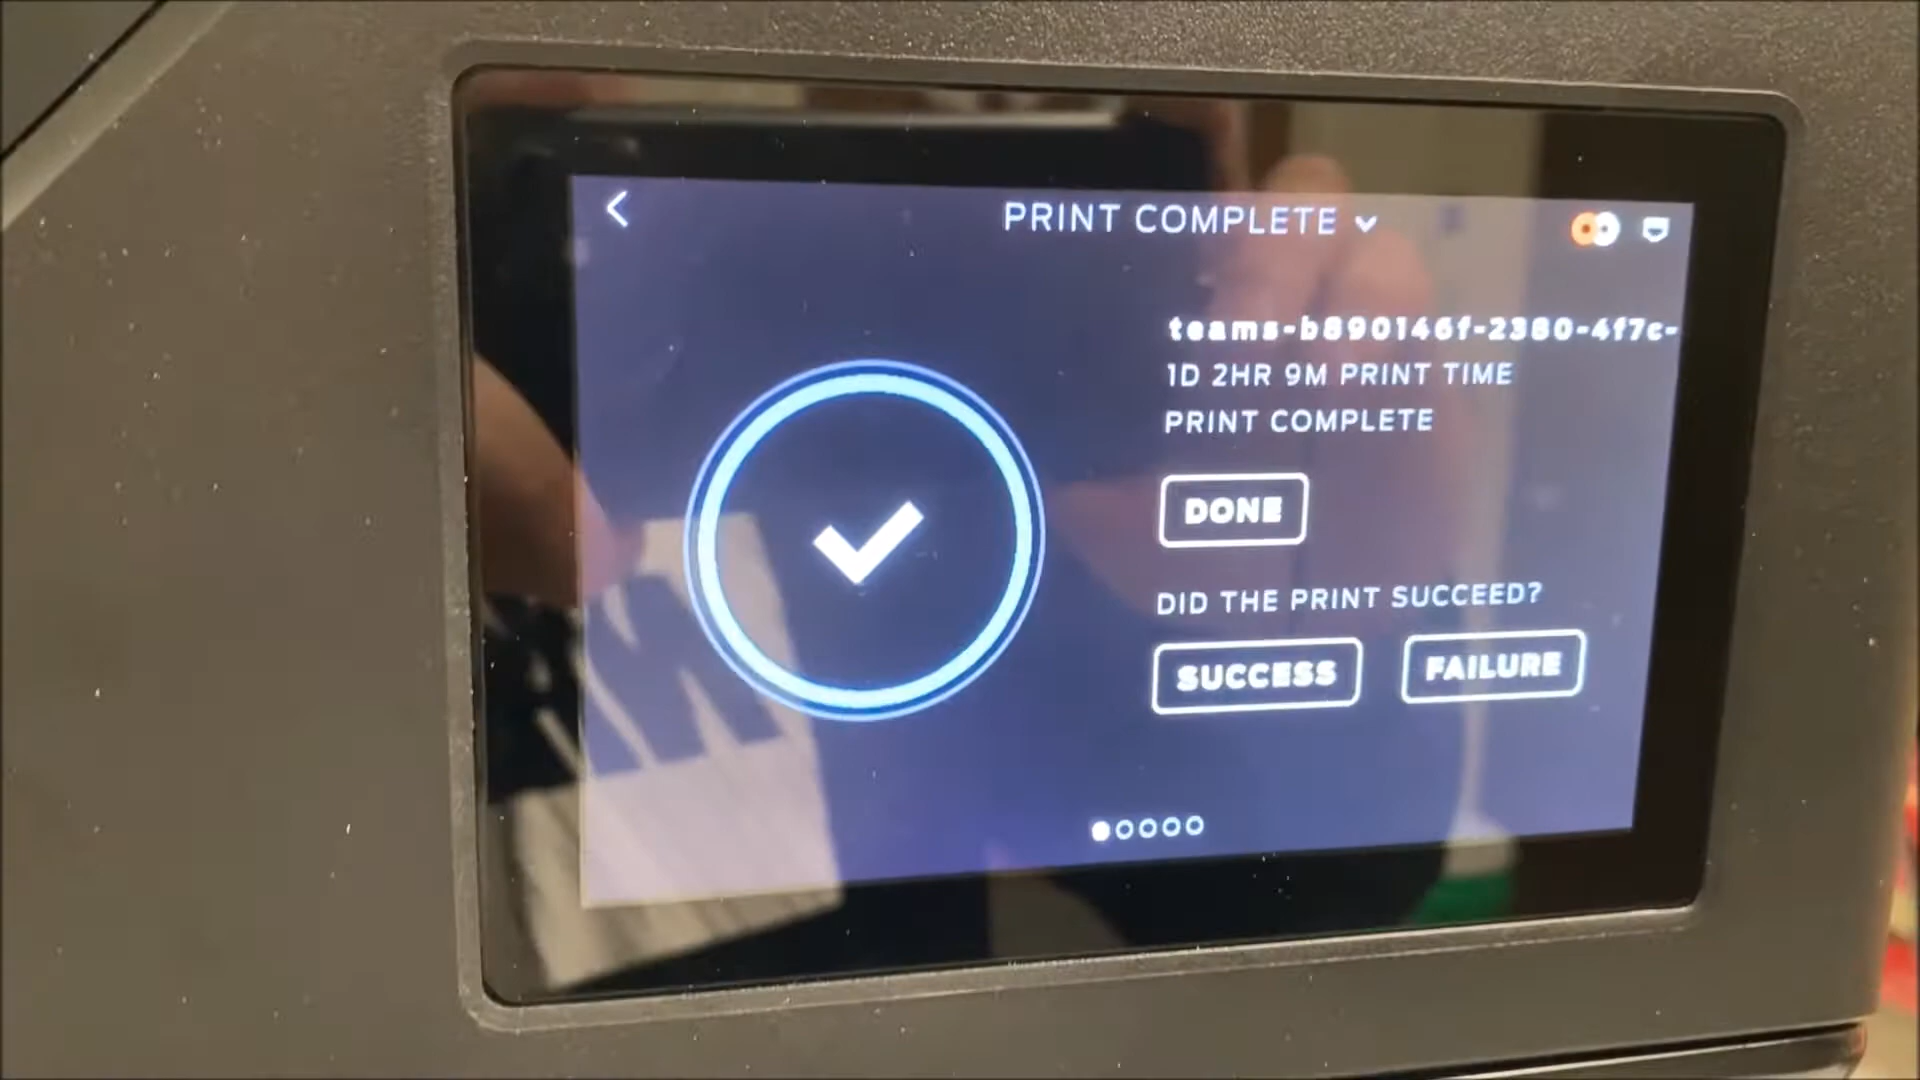 PRINT COMPLETE
teams-b890146f-2380-4f7c-
1D 2HR 9M PRINT TIME
PRINT COMPLETE
DONE
DID THE PRINT SUCCEED?
SUCCESS FAILURE